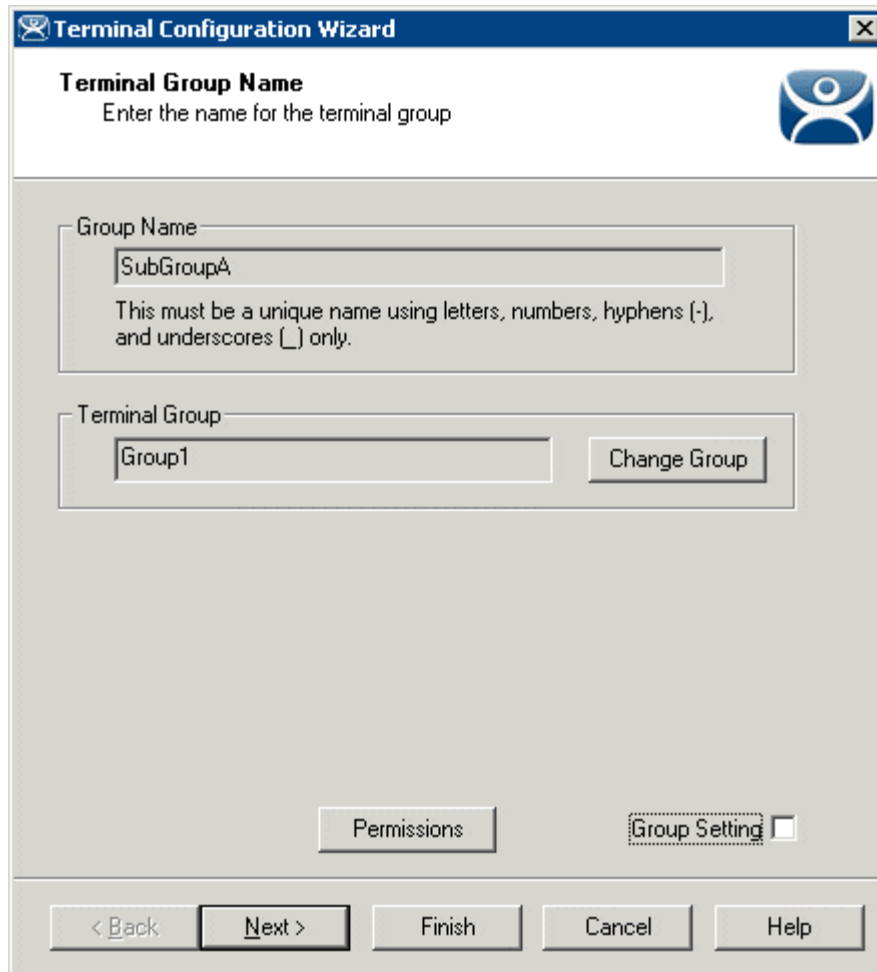 Terminal Configuration Wizard
Terminal Group Name
Enter the name for the terminal group
Group Name
SubGroupA
This must be a unique name using letters, numbers, hyphens (-),
and underscores (_) only.
Terminal Group
Group1
Change Group
Permissions
Group Setting
< Back
Next >
Finish
Cancel
Help